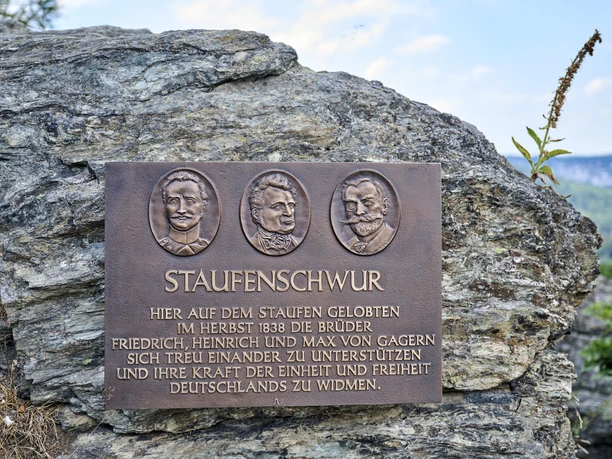 STAUFENSCHWUR
HIER AUF DEM STAUFEN GELOBTEN
IM HERBST 1838 DIE BRÜDER
FRIEDRICH, HEINRICH UND MAX VON GAGERN
SICH TREU EINANDER ZU UNTERSTÜTZEN
UND IHRE KRAFT DER EINHEIT UND FREIHEIT
DEUTSCHLANDS ZU WIDMEN.